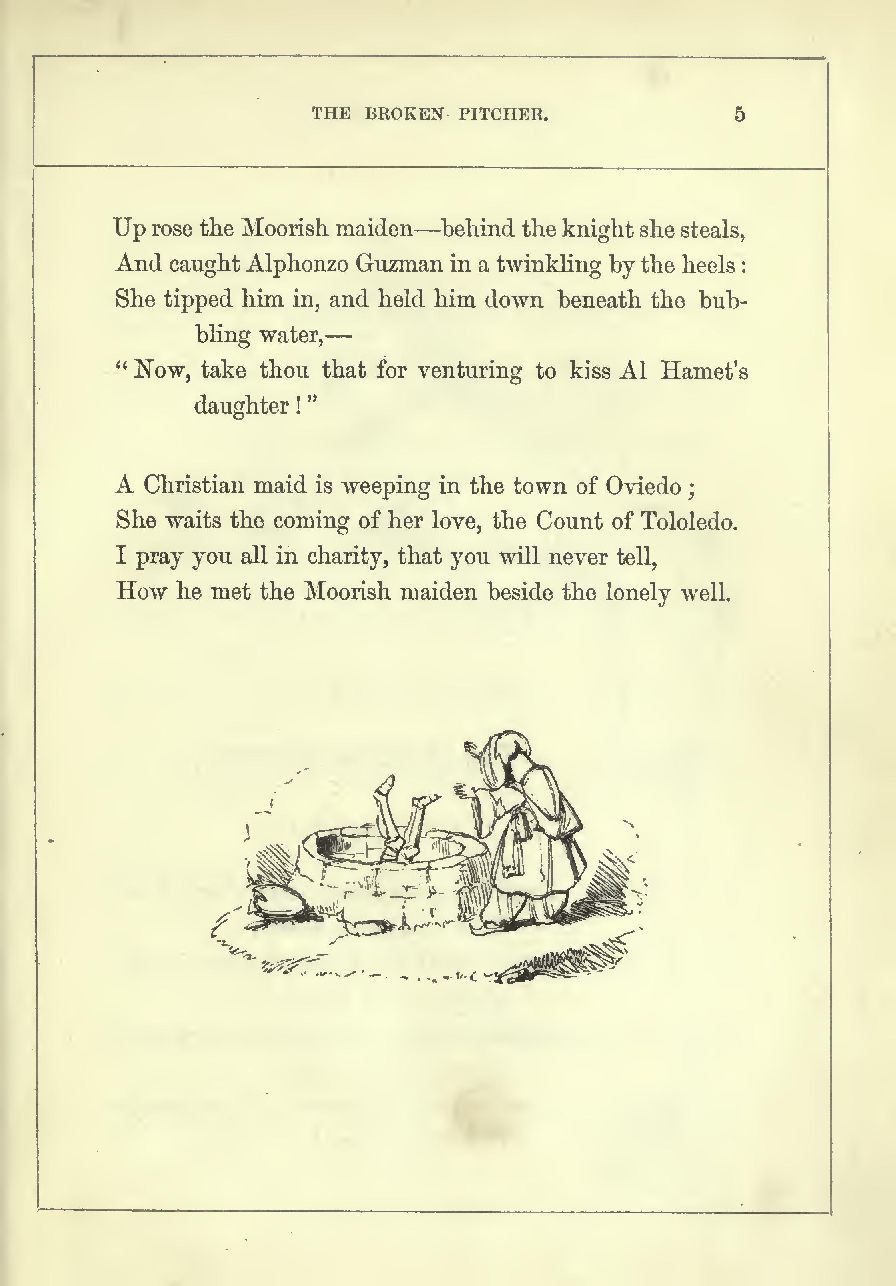 THE BROKEN PITCHER. 5
Up rose the Moorish maiden—behind the knight she steals,
And caught Alphonzo Guzman in a twinkling by the heels:
She tipped him in, and held him down beneath the bub-
bling water,—
“Now, take thou that for venturing to kiss Al Hamet’s
daughter!”
A Christian maid is weeping in the town of Oviedo;
She waits the coming of her love, the Count of Tololedo.
I pray you all in charity, that you will never tell,
How he met the Moorish maiden beside the lonely well.